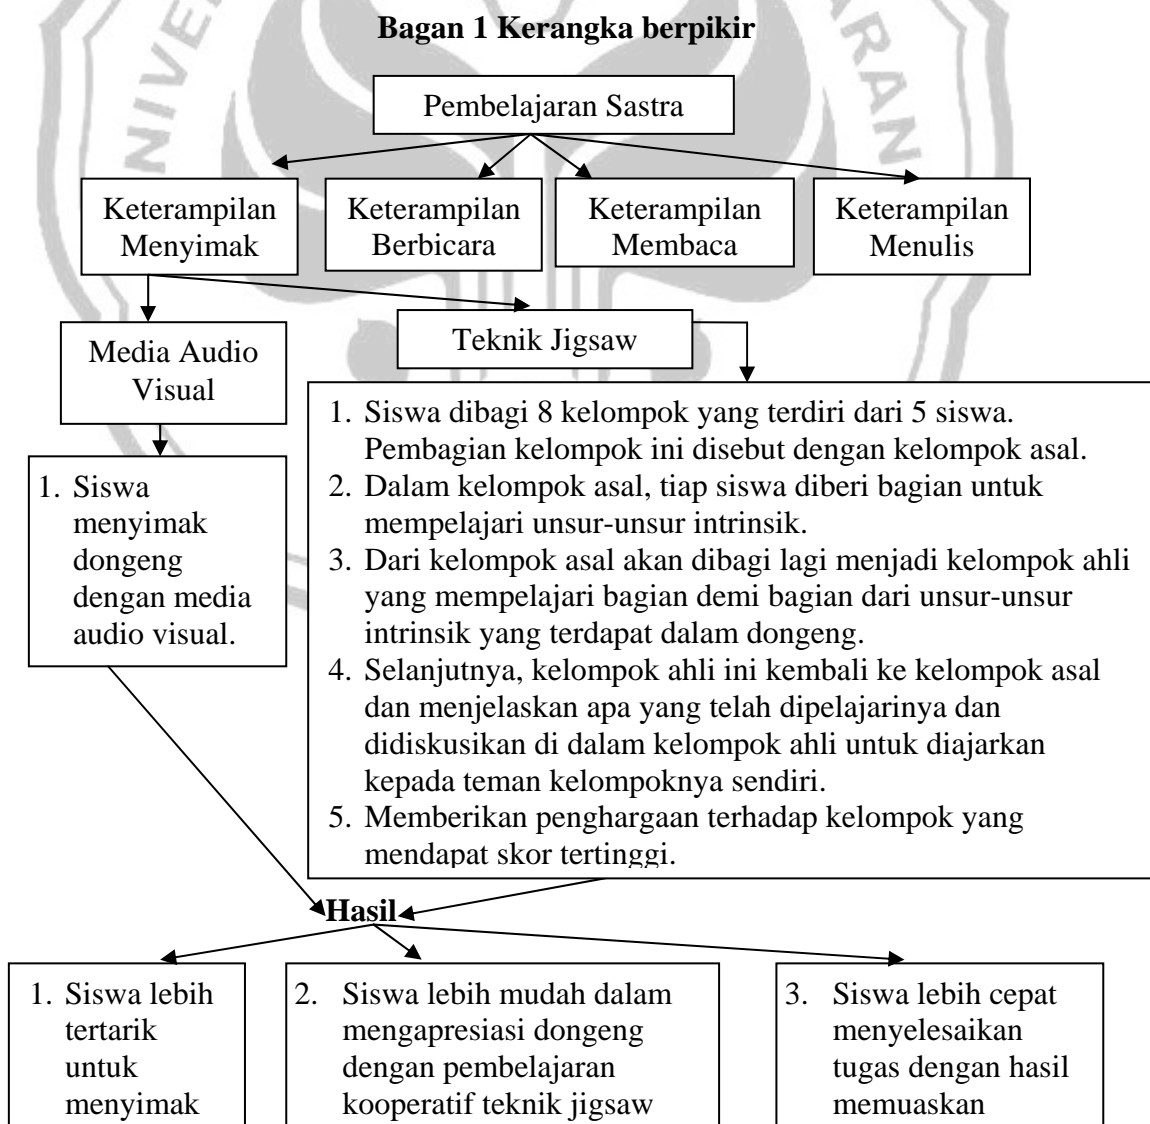 Bagan 1 Kerangka berpikir
Pembelajaran Sastra
Keterampilan
Menyimak
Keterampilan
Berbicara
Keterampilan
Membaca
Keterampilan
Menulis
Media Audio
Visual
Teknik Jigsaw
1. Siswa
menyimak
dongeng
dengan media
audio visual.
1. Siswa dibagi 8 kelompok yang terdiri dari 5 siswa.
Pembagian kelompok ini disebut dengan kelompok asal.
2. Dalam kelompok asal, tiap siswa diberi bagian untuk
mempelajari unsur-unsur intrinsik.
3. Dari kelompok asal akan dibagi lagi menjadi kelompok ahli
yang mempelajari bagian demi bagian dari unsur-unsur
intrinsik yang terdapat dalam dongeng.
4. Selanjutnya, kelompok ahli ini kembali ke kelompok asal
dan menjelaskan apa yang telah dipelajarinya dan
didiskusikan di dalam kelompok ahli untuk diajarkan
kepada teman kelompoknya sendiri.
5. Memberikan penghargaan terhadap kelompok yang
mendapat skor tertinggi.
Hasil
1. Siswa lebih
tertarik
untuk
menyimak
2. Siswa lebih mudah dalam
mengapresiasi dongeng
dengan pembelajaran
kooperatif teknik jigsaw
3. Siswa lebih cepat
menyelesaikan
tugas dengan hasil
memuaskan